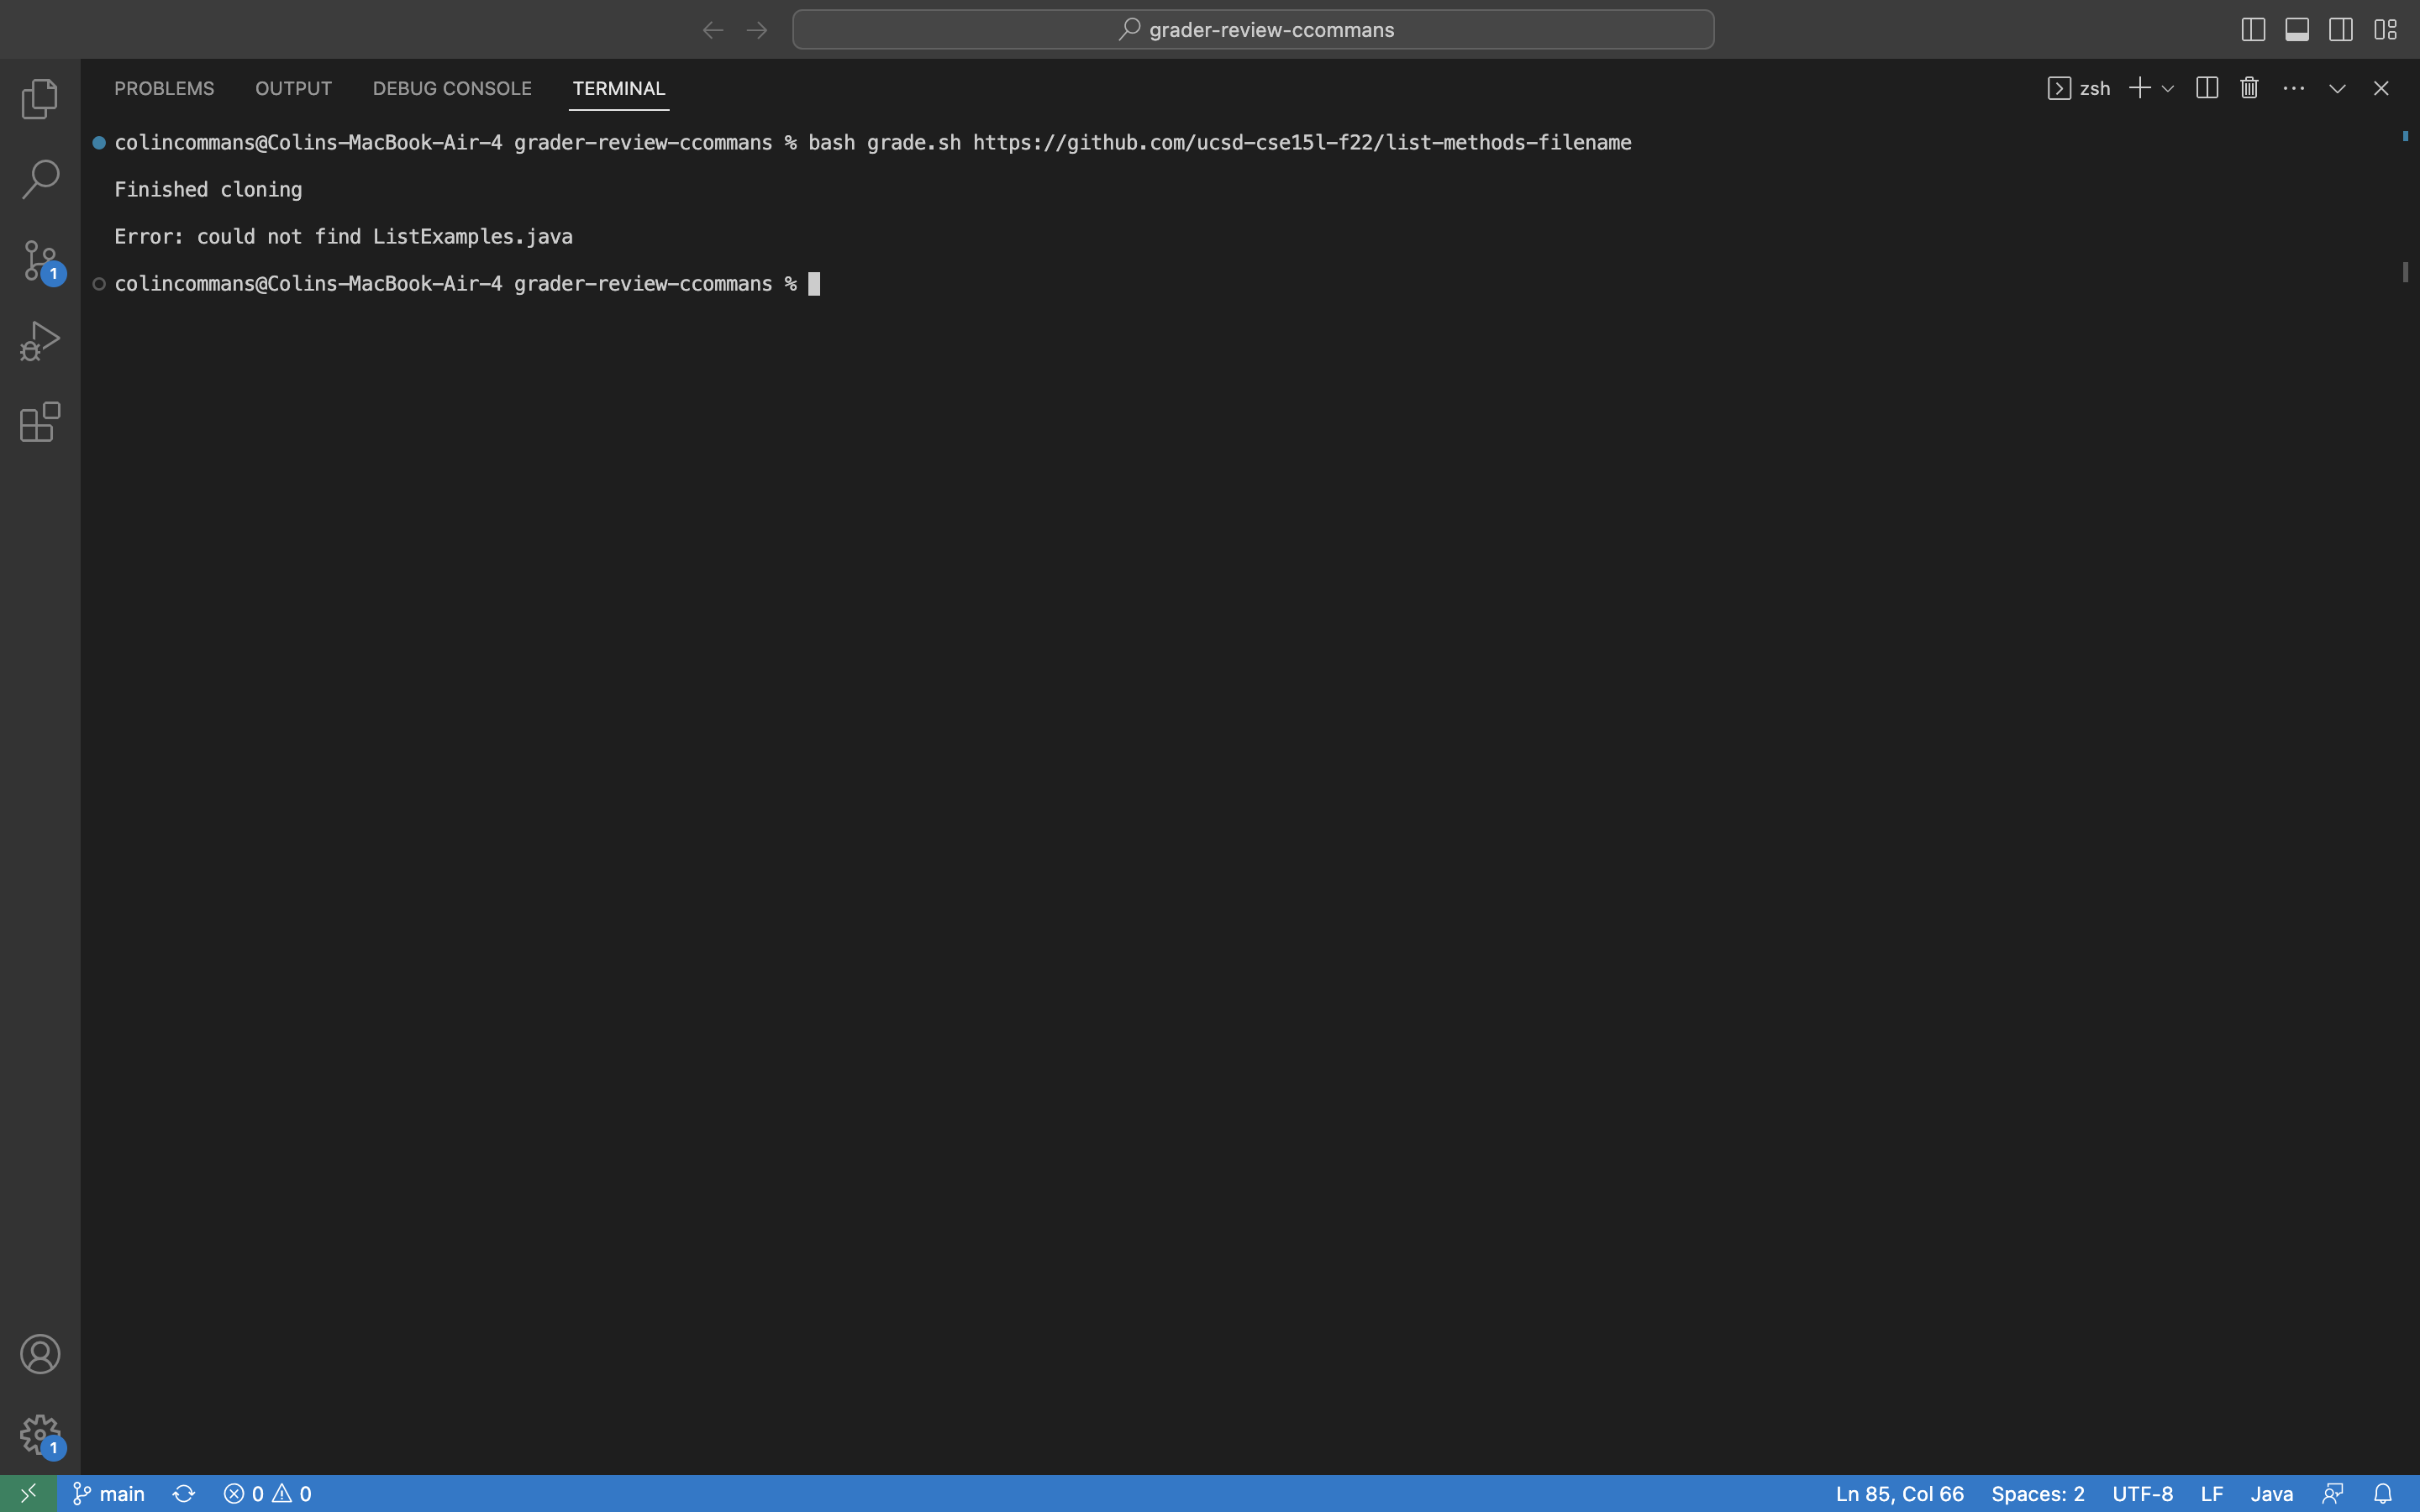 grader-review-ccommans
PROBLEMS OUTPUT DEBUG CONSOLE TERMINAL zsh
colincommans@Colins-MacBook-Air-4 grader-review-ccommans % bash grade.sh https://github.com/ucsd-cse15l-f22/list-methods-filename
Finished cloning
Error: could not find ListExamples.java
1
colincommans@Colins-MacBook-Air-4 grader-review-ccommans %
1
main 0 0 Ln 85, Col 66 Spaces: 2 UTF-8 LF Java